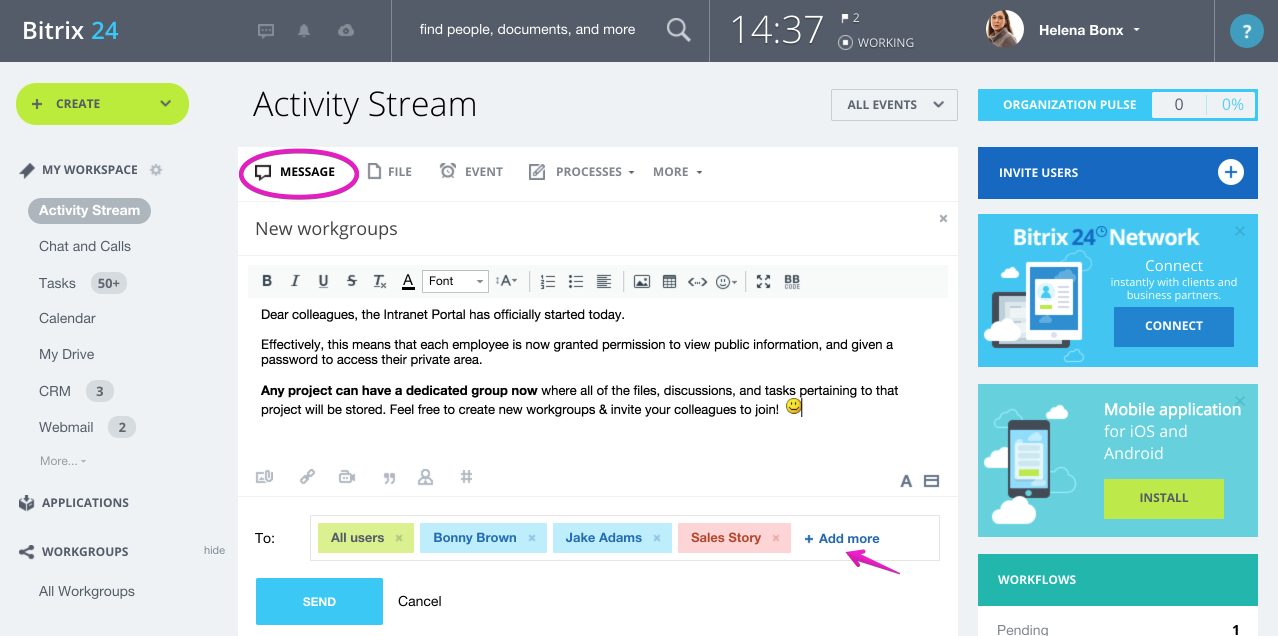 Bitrix 24
find people, documents, and more
14:37
2
WORKING
Helena Bonx
?
+ CREATE
Activity Stream
ALL EVENTS
ORGANIZATION PULSE 0 0%
MY WORKSPACE
Activity Stream
Chat and Calls
Tasks 50+
Calendar
My Drive
CRM 3
Webmail 2
More...
APPLICATIONS
WORKGROUPS hide
All Workgroups
MESSAGE FILE EVENT PROCESSES MORE
New workgroups ×
B I U S Tx A Font A BB CODE
Dear colleagues, the Intranet Portal has officially started today.
Effectively, this means that each employee is now granted permission to view public information, and given a
password to access their private area.
Any project can have a dedicated group now where all of the files, discussions, and tasks pertaining to that
project will be stored. Feel free to create new workgroups & invite your colleagues to join!
A
To: All users × Bonny Brown × Jake Adams × Sales Story × + Add more
SEND Cancel
INVITE USERS +
Bitrix 24 Network
Connect
instantly with clients and
business partners.
CONNECT
Mobile application
for iOS and
Android
INSTALL
WORKFLOWS
Pending 1